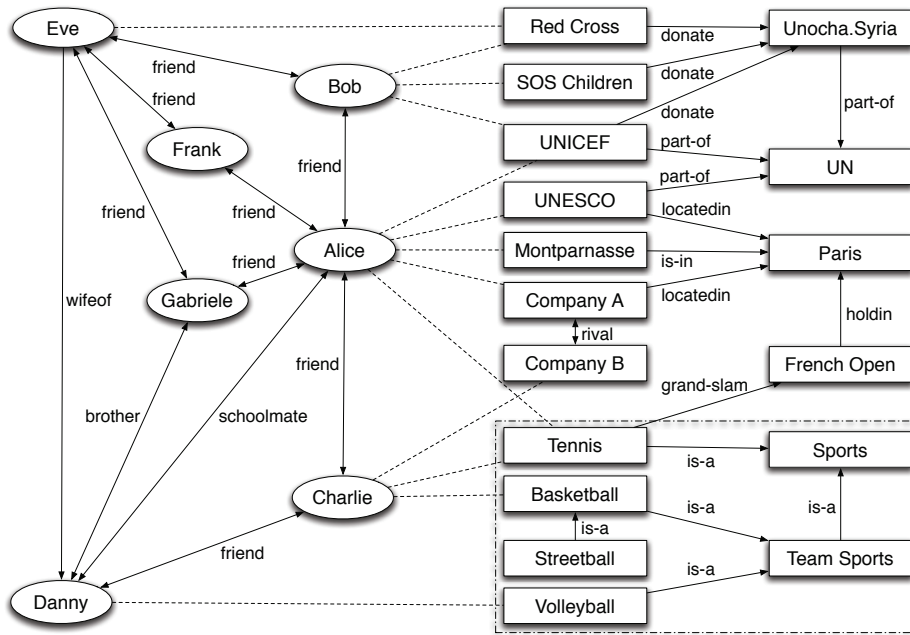 Eve
Red Cross
Unocha.Syria
donate
friend
SOS Children
donate
Bob
friend
donate
part-of
UNICEF
part-of
Frank
friend
UN
part-of
UNESCO
friend
friend
locatedin
Alice
Montparnasse
Paris
friend
is-in
Gabriele
Company A
locatedin
wifeof
holdin
rival
friend
Company B
French Open
grand-slam
brother
schoolmate
Tennis
Sports
is-a
Charlie
Basketball
is-a
is-a
is-a
friend
Streetball
Team Sports
is-a
Danny
Volleyball